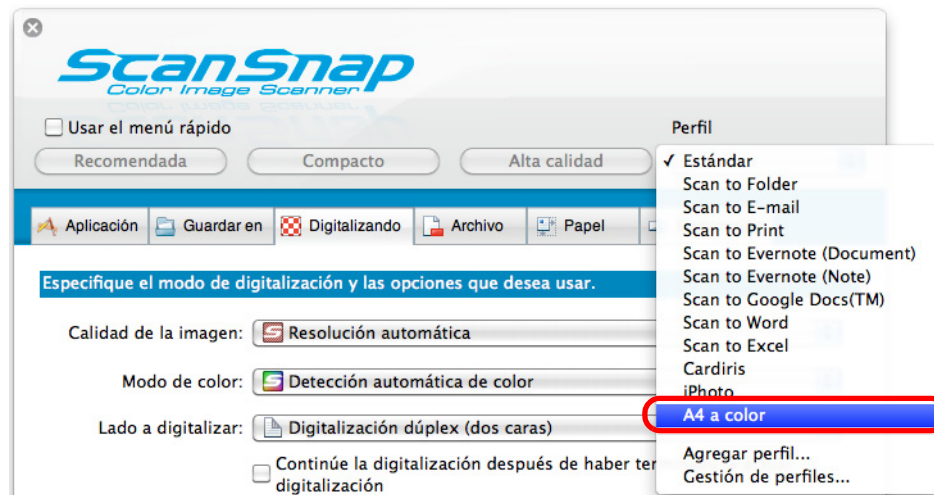 ScanSnap
Color Image Scanner
Usar el menú rápido
Perfil
Recomendada
Compacto
Alta calidad
✓ Estándar
Scan to Folder
Scan to E-mail
Scan to Print
Scan to Evernote (Document)
Scan to Evernote (Note)
Scan to Google Docs(TM)
Scan to Word
Scan to Excel
Cardiris
iPhoto
A4 a color
Agregar perfil...
Gestión de perfiles...
Aplicación
Guardar en
Digitalizando
Archivo
Papel
Especifique el modo de digitalización y las opciones que desea usar.
Calidad de la imagen: Resolución automática
Modo de color: Detección automática de color
Lado a digitalizar: Digitalización dúplex (dos caras)
Continúe la digitalización después de haber ter
digitalización